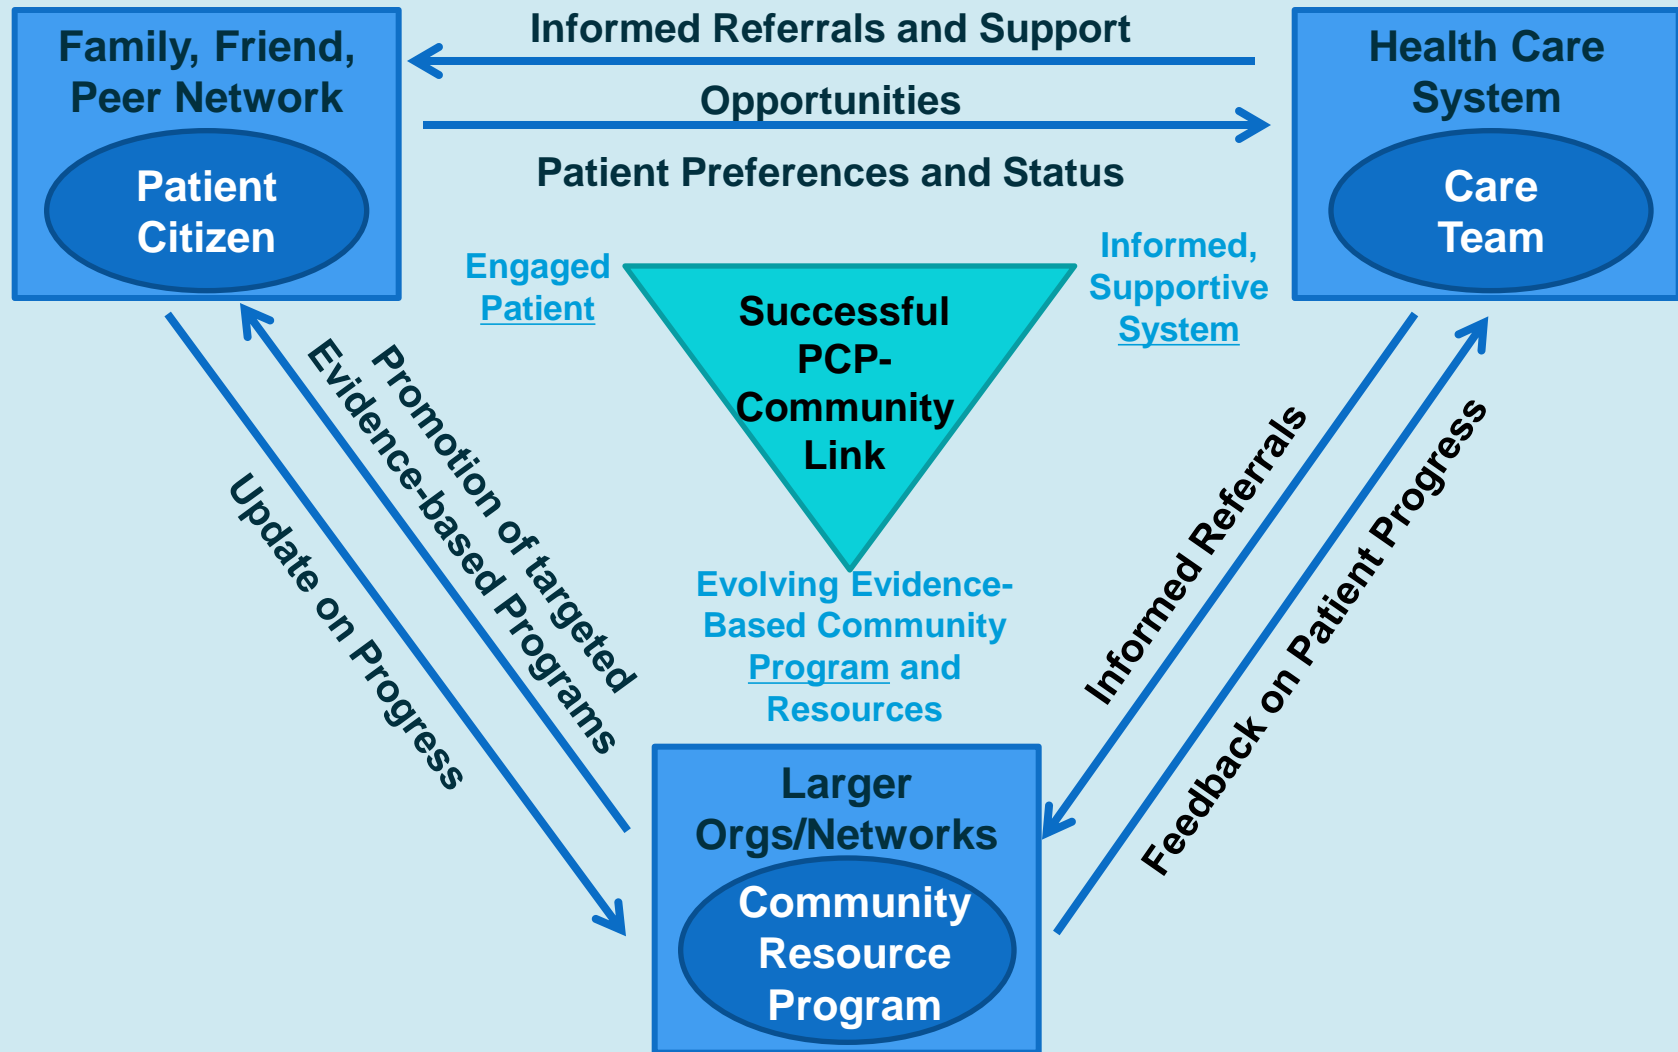 Family, Friend,
Peer Network
Patient
Citizen
Informed Referrals and Support
Opportunities
Patient Preferences and Status
Health Care
System
Care
Team
Engaged
Patient
Informed,
Supportive
System
Successful
PCP-
Community
Link
Promotion of targeted
Evidence-based Programs
Update on Progress
Evolving Evidence-
Based Community
Program and
Resources
Informed Referrals
Feedback on Patient Progress
Larger
Orgs/Networks
Community
Resource
Program